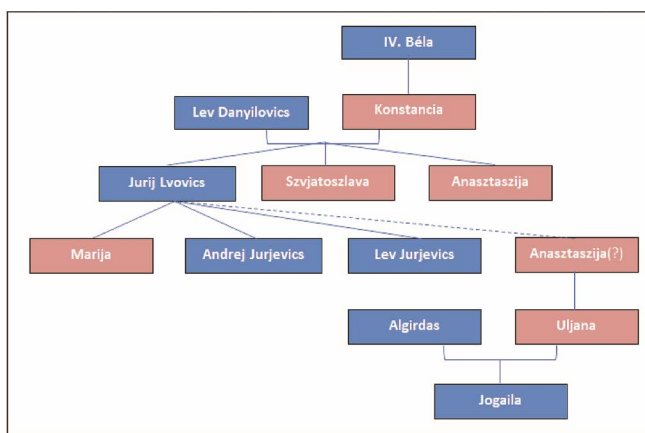 IV. Béla
Lev Danyilovics
Konstancia
Jurij Lvovics
Szvjatoszlava
Anasztaszija
Marija
Andrej Jurjevics
Lev Jurjevics
Anasztaszija(?)
Algirdas
Uljana
Jogaila